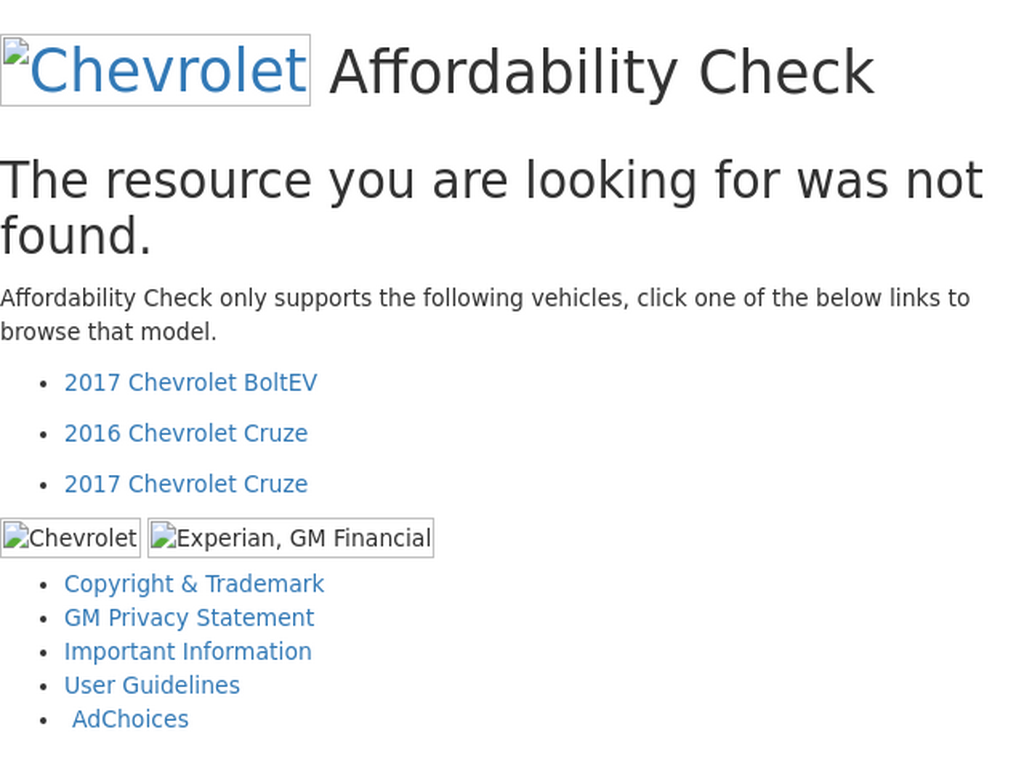 Chevrolet Affordability Check
The resource you are looking for was not
found.
Affordability Check only supports the following vehicles, click one of the below links to
browse that model.
2017 Chevrolet BoltEV
2016 Chevrolet Cruze
2017 Chevrolet Cruze
Chevrolet Experian, GM Financial
Copyright & Trademark
GM Privacy Statement
Important Information
User Guidelines
AdChoices